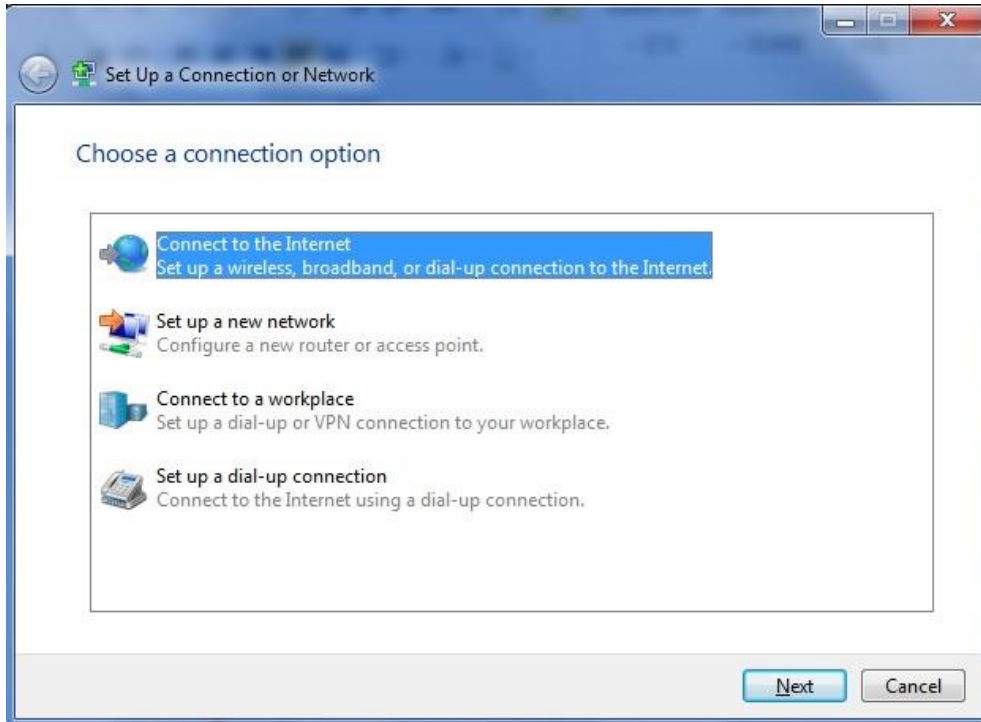 Set Up a Connection or Network
Choose a connection option
Connect to the Internet
Set up a wireless, broadband, or dial-up connection to the Internet.
Set up a new network
Configure a new router or access point.
Connect to a workplace
Set up a dial-up or VPN connection to your workplace.
Set up a dial-up connection
Connect to the Internet using a dial-up connection.
Next Cancel